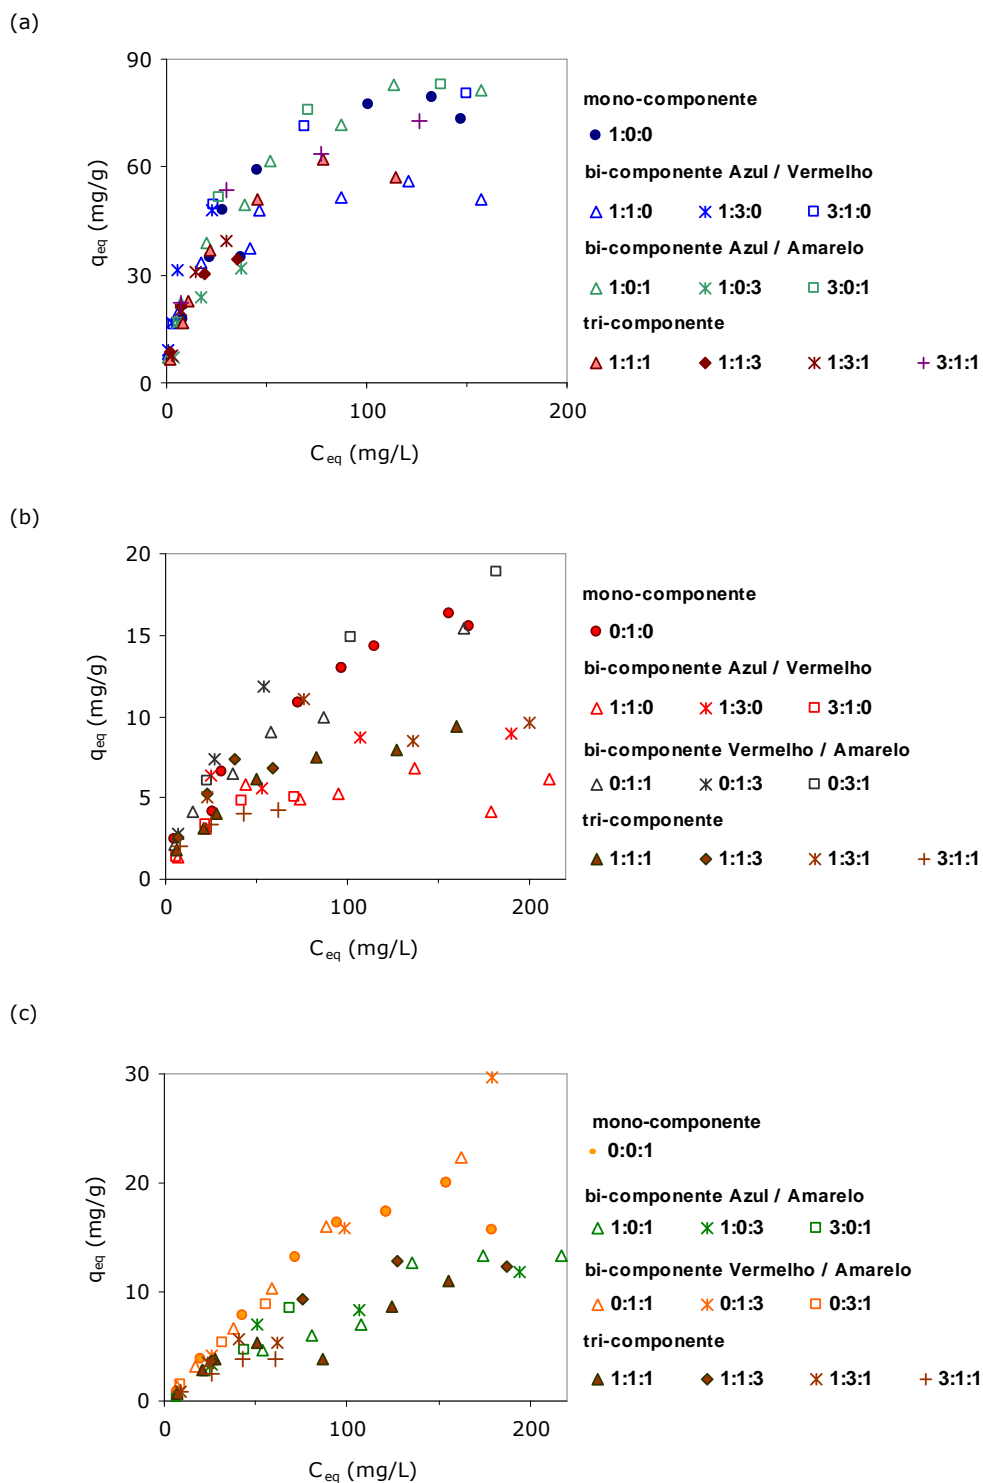 (a)
90
60
30
0
q eq (mg/g)
0 100 200
C eq (mg/L)
mono-componente
1:0:0
bi-componente Azul / Vermelho
1:1:0 1:3:0 3:1:0
bi-componente Azul / Amarelo
1:0:1 1:0:3 3:0:1
tri-componente
1:1:1 1:1:3 1:3:1 3:1:1
(b)
20
15
10
5
0
q eq (mg/g)
0 100 200
C eq (mg/L)
mono-componente
0:1:0
bi-componente Azul / Vermelho
1:1:0 1:3:0 3:1:0
bi-componente Vermelho / Amarelo
0:1:1 0:1:3 0:3:1
tri-componente
1:1:1 1:1:3 1:3:1 3:1:1
(c)
30
20
10
0
q eq (mg/g)
0 100 200
C eq (mg/L)
mono-componente
0:0:1
bi-componente Azul / Amarelo
1:0:1 1:0:3 3:0:1
bi-componente Vermelho / Amarelo
0:1:1 0:1:3 0:3:1
tri-componente
1:1:1 1:1:3 1:3:1 3:1:1